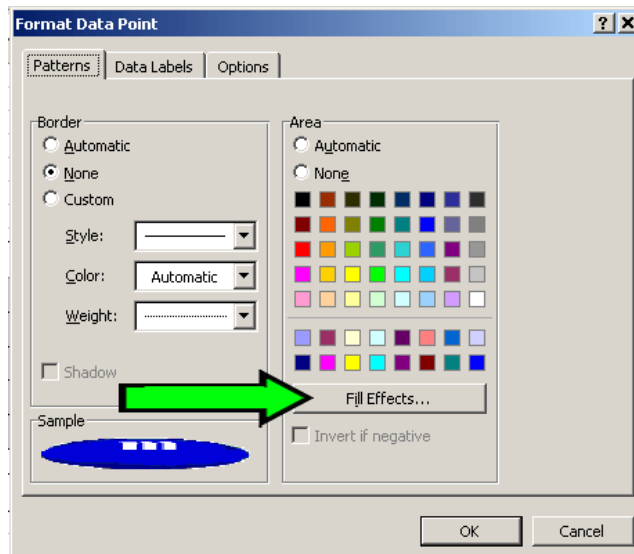 Format Data Point
Patterns Data Labels Options
Border
Automatic
None
Custom
Style:
Color: Automatic
Weight:
Shadow
Sample
Area
Automatic
None
Fill Effects...
Invert if negative
OK Cancel